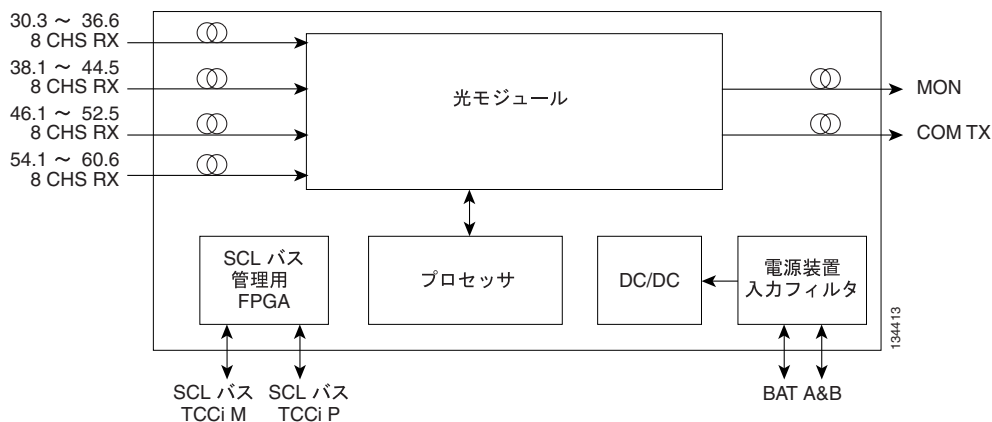 30.3 ～ 36.6
8 CHS RX
38.1 ～ 44.5
8 CHS RX
46.1 ～ 52.5
8 CHS RX
54.1 ～ 60.6
8 CHS RX
光モジュール
MON
COM TX
SCL バス
管理用
FPGA
プロセッサ
DC/DC
電源装置
入力フィルタ
134413
SCL バス
TCCi M
SCL バス
TCCi P
BAT A&B